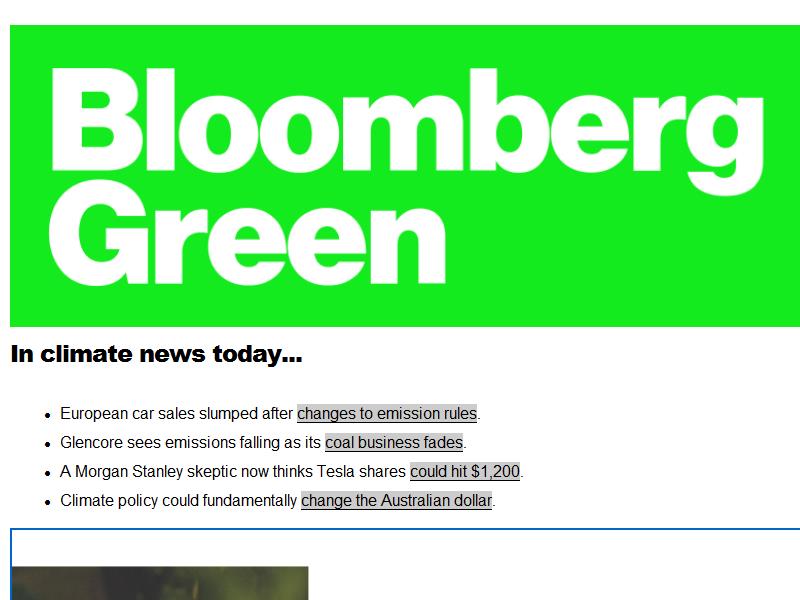 Bloomberg
Green
In climate news today...
European car sales slumped after changes to emission rules.
Glencore sees emissions falling as its coal business fades.
A Morgan Stanley skeptic now thinks Tesla shares could hit $1,200.
Climate policy could fundamentally change the Australian dollar.